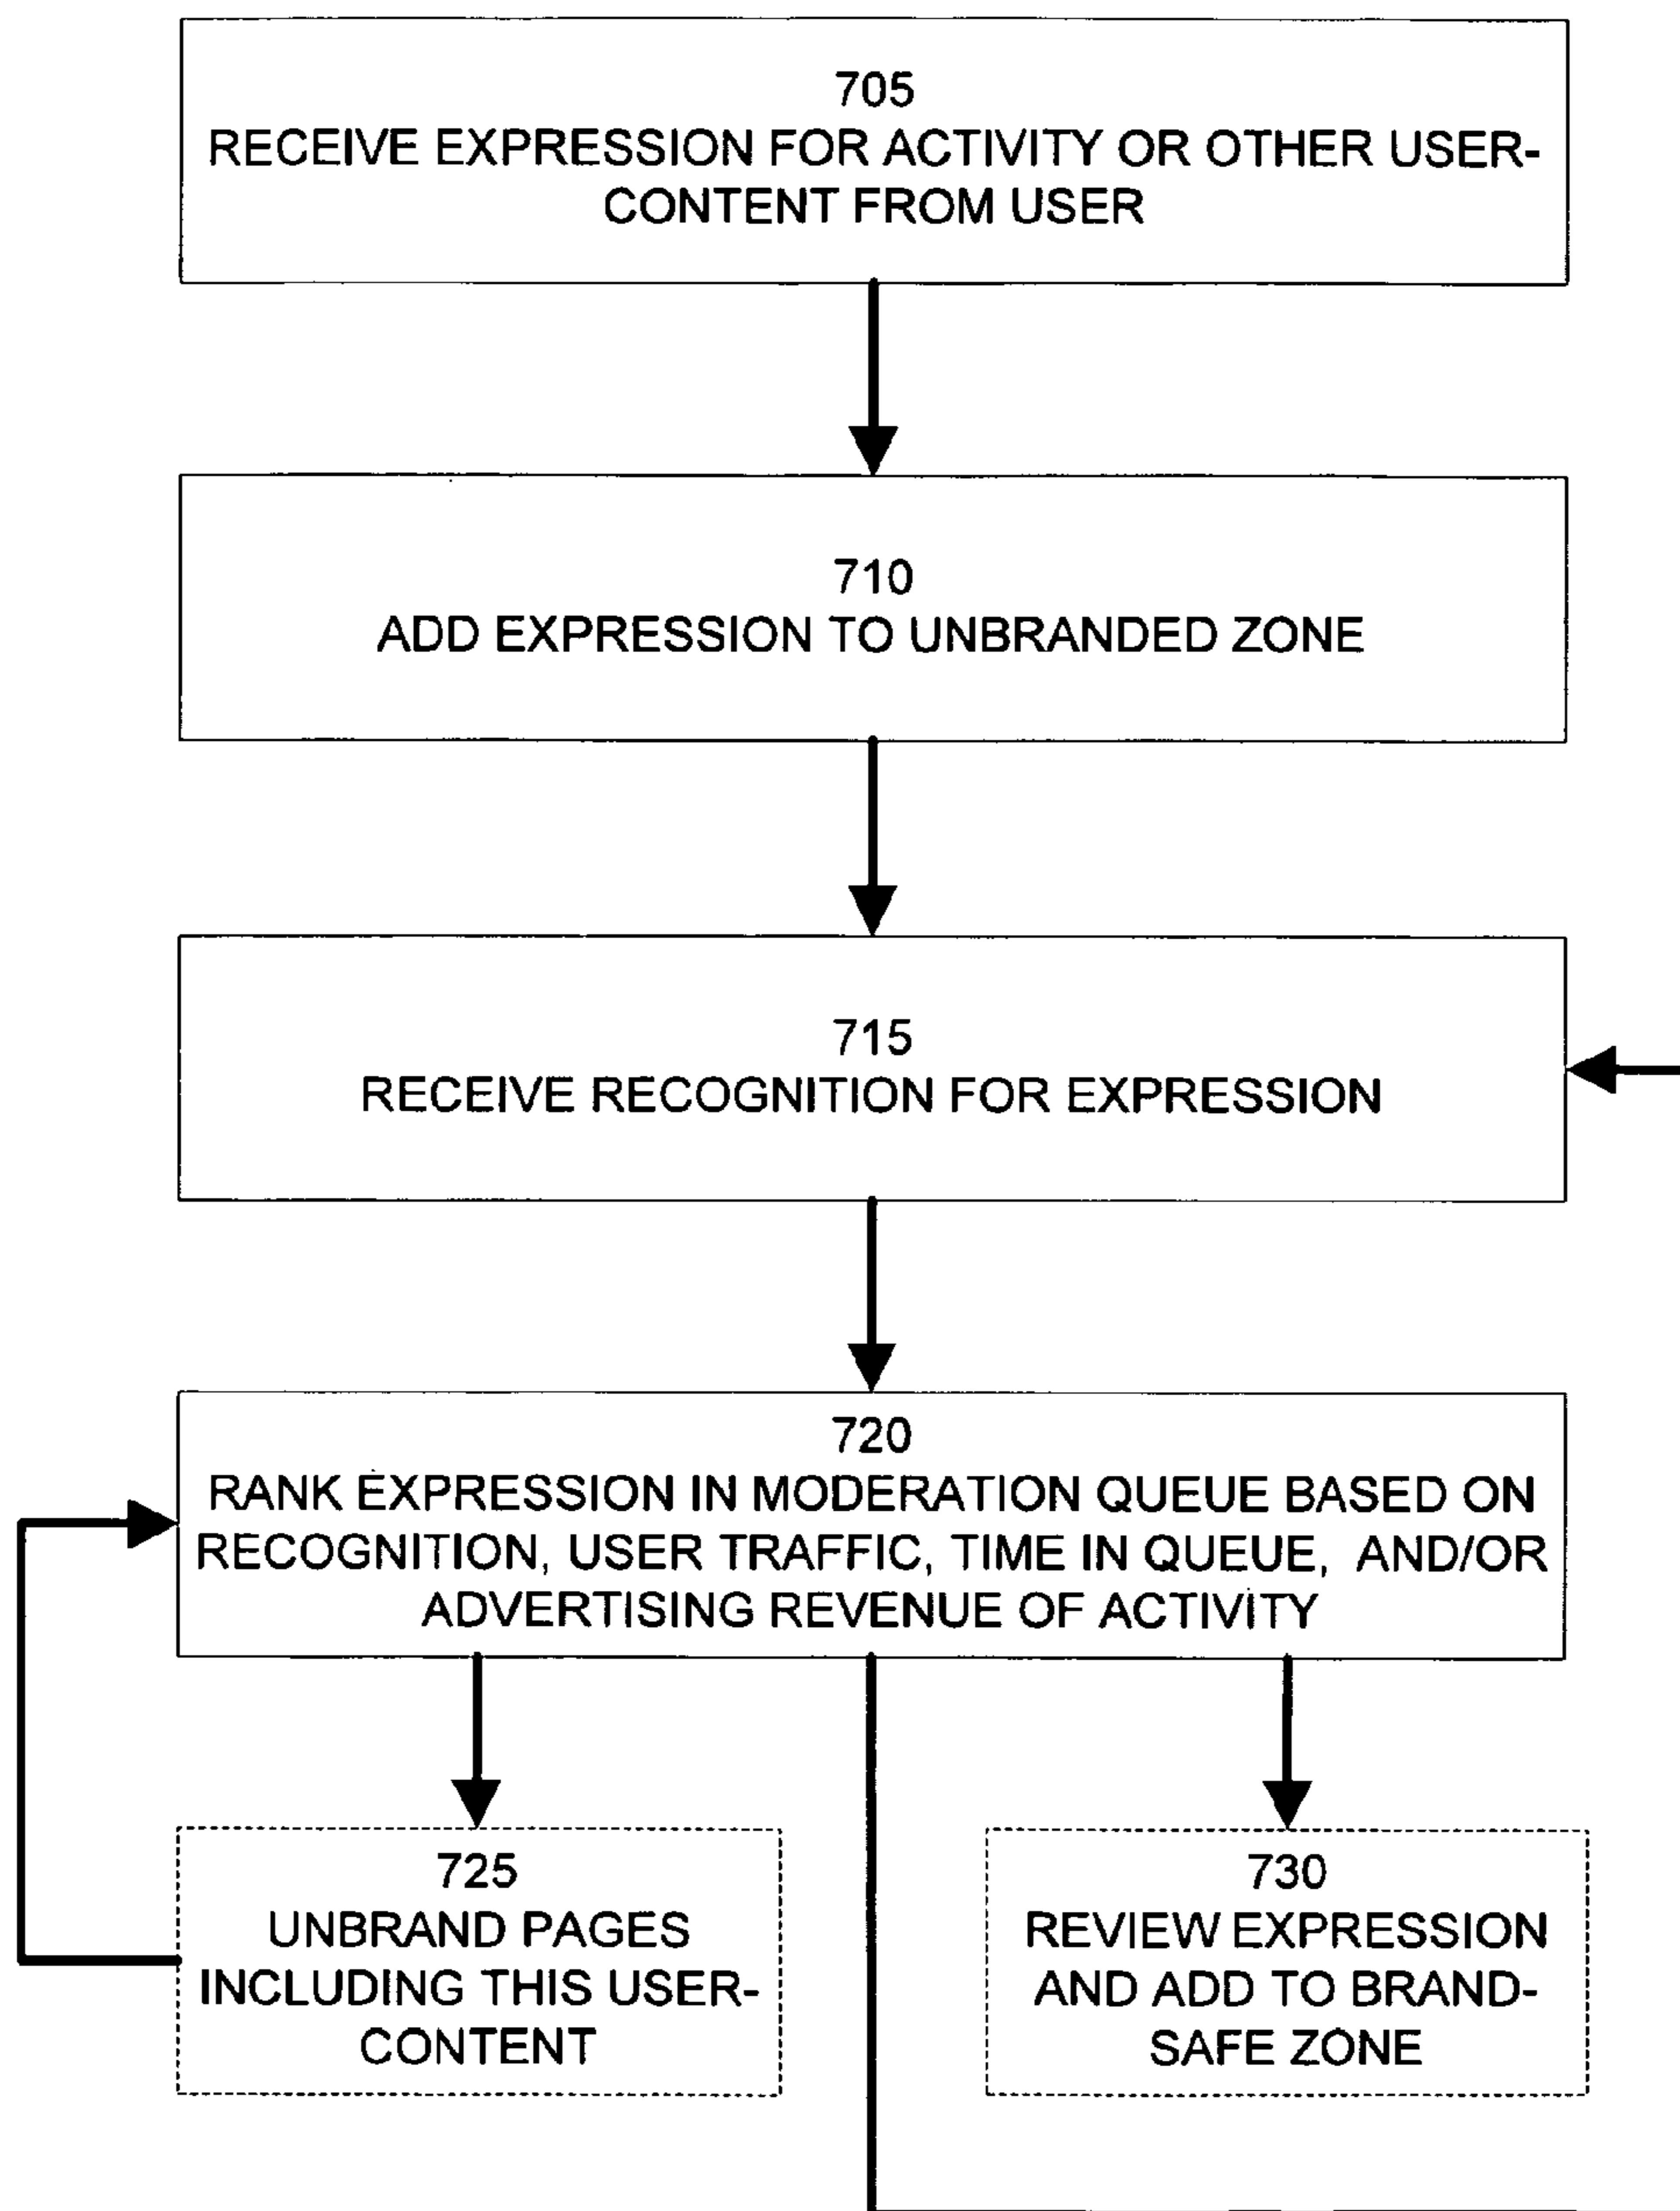 705
RECEIVE EXPRESSION FOR ACTIVITY OR OTHER USER-
CONTENT FROM USER
710
ADD EXPRESSION TO UNBRANDED ZONE
715
RECEIVE RECOGNITION FOR EXPRESSION
720
RANK EXPRESSION IN MODERATION QUEUE BASED ON
RECOGNITION, USER TRAFFIC, TIME IN QUEUE, AND/OR
ADVERTISING REVENUE OF ACTIVITY
725
UNBRAND PAGES
INCLUDING THIS USER-
CONTENT
730
REVIEW EXPRESSION
AND ADD TO BRAND-
SAFE ZONE